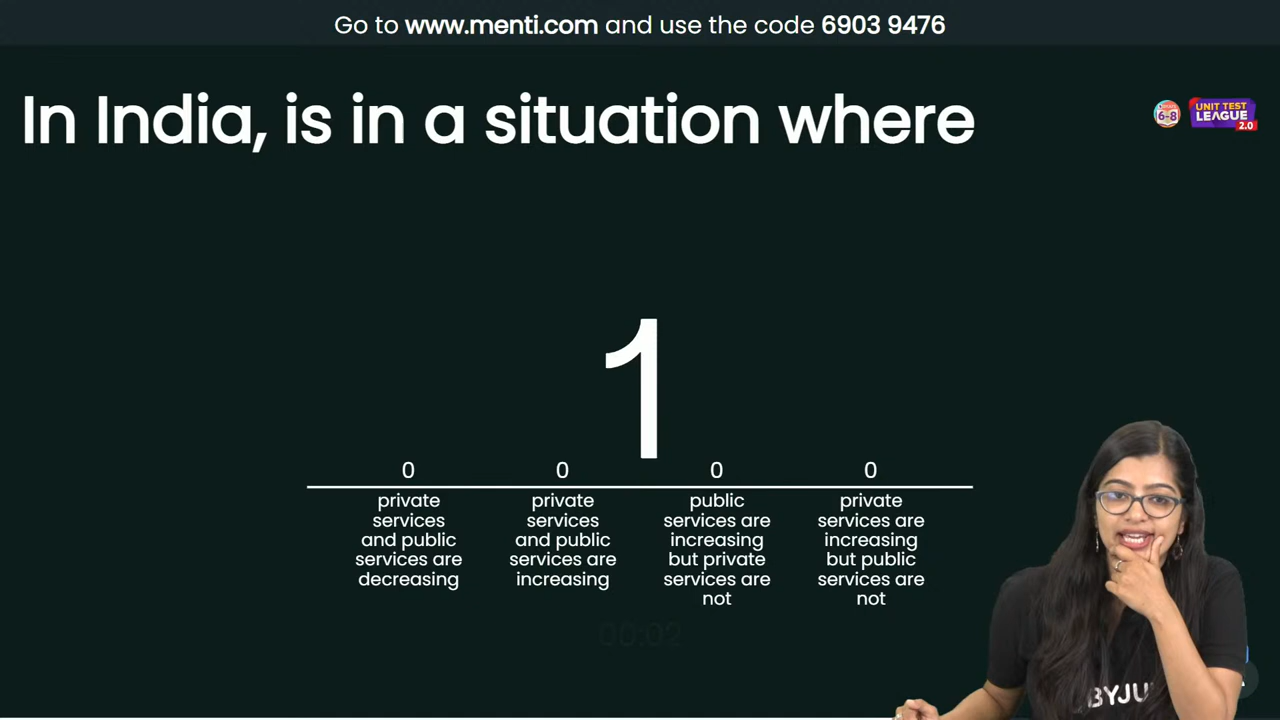 Go to www.menti.com and use the code 6903 9476
In India, is in a situation where
6-8
UNIT TEST
LEAGUE
2.0
1
0
0
0
0
private
services
and public
services are
decreasing
private
services
and public
services are
increasing
public
services are
increasing
but private
services are
not
private
services are
increasing
but public
services are
not
00:02
BYJU